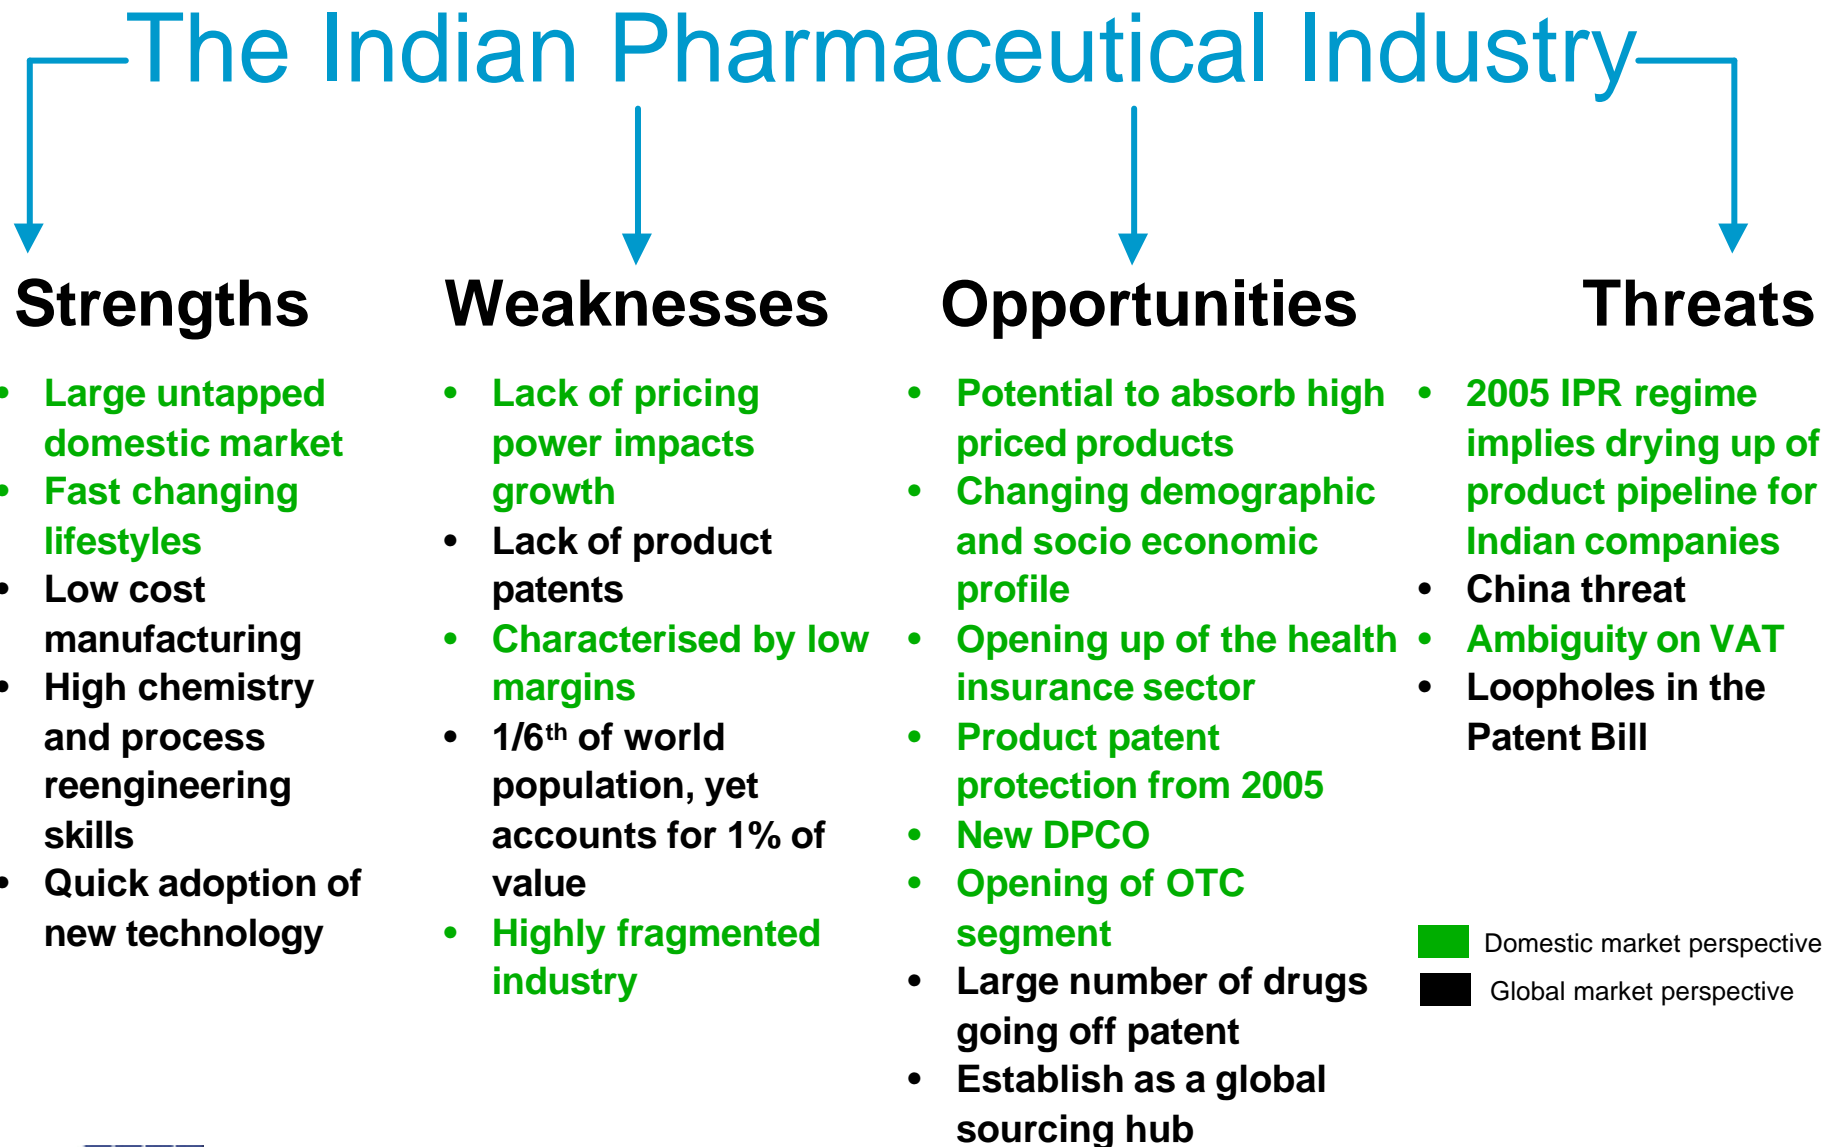 The Indian Pharmaceutical Industry
Strengths
• Large untapped
domestic market
• Fast changing
lifestyles
• Low cost
manufacturing
• High chemistry
and process
reengineering
skills
• Quick adoption of
new technology
Weaknesses
• Lack of pricing
power impacts
growth
• Lack of product
patents
• Characterised by low
margins
• 1/6th of world
population, yet
accounts for 1% of
value
• Highly fragmented
industry
Opportunities
• Potential to absorb high
priced products
• Changing demographic
and socio economic
profile
• Opening up of the health
insurance sector
• Product patent
protection from 2005
• New DPCO
• Opening of OTC
segment
• Large number of drugs
going off patent
• Establish as a global
sourcing hub
Threats
• 2005 IPR regime
implies drying up of
product pipeline for
Indian companies
• China threat
• Ambiguity on VAT
• Loopholes in the
Patent Bill
Domestic market perspective
Global market perspective